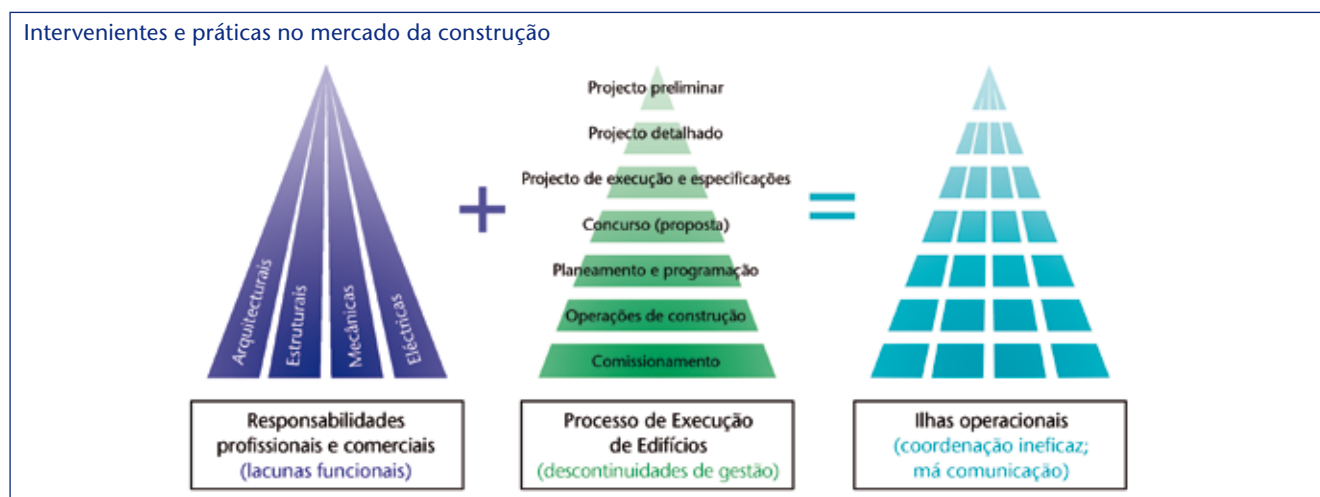 Intervenientes e práticas no mercado da construção
Arquitecturais
Estruturais
Mecânicas
Eléctricas
+
Projecto preliminar
Projecto detalhado
Projecto de execução e especificações
Concurso (proposta)
Planeamento e programação
Operações de construção
Comissionamento
=
Responsabilidades
profissionais e comerciais
(lacunas funcionais)
Processo de Execução
de Edifícios
(descontinuidades de gestão)
Ilhas operacionais
(coordenação ineficaz;
má comunicação)